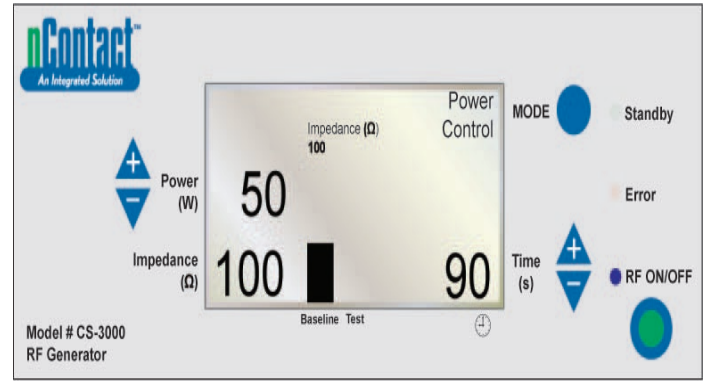 nContact™
An Integrated Solution
Power
Control
MODE
Standby
Impedance (Ω)
100
Error
Power
(W)
50
Impedance
(Ω)
100
90
Time
(s)
RF ON/OFF
Baseline Test
Model # CS-3000
RF Generator